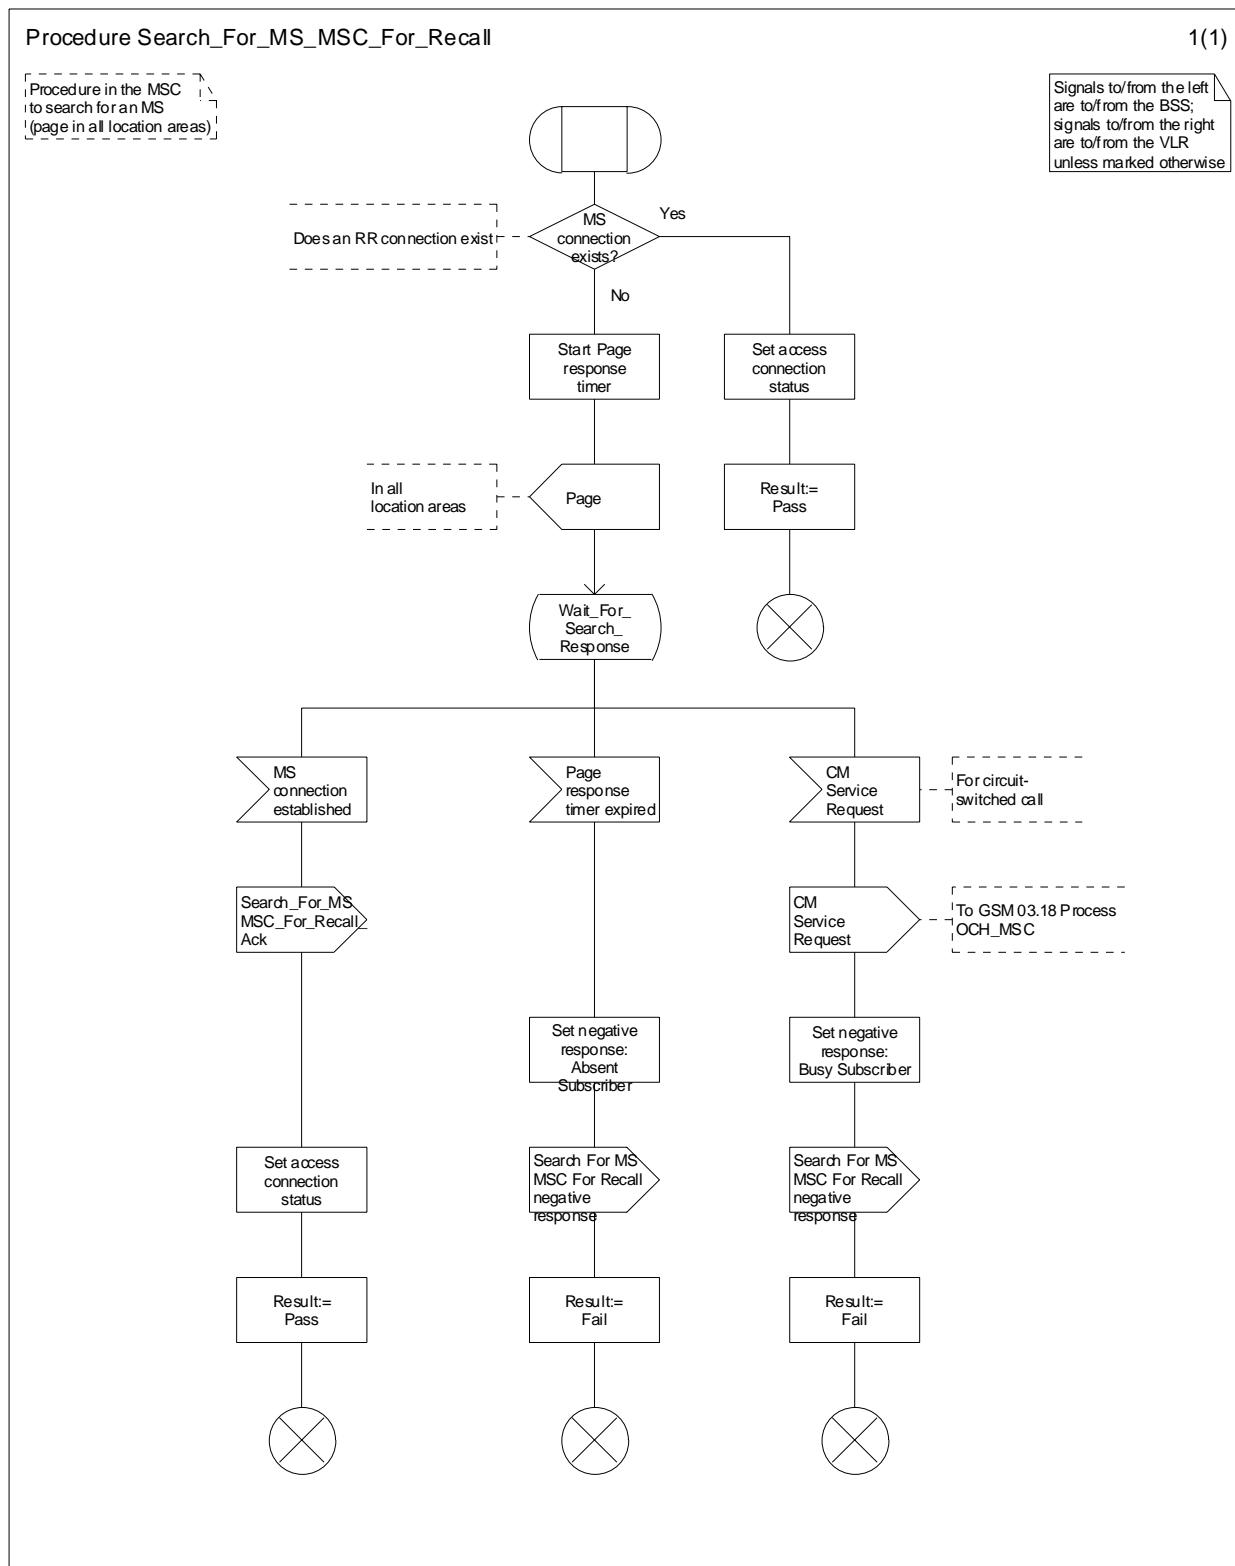 Procedure Search_For_MS_MSC_For_Recall
1(1)
Procedure in the MSC
to search for an MS
(page in all location areas)
Signals to/from the left
are to/from the BSS;
signals to/from the right
are to/from the VLR
unless marked otherwise
MS
connection
exists?
Yes
Does an RR connection exist
No
Start Page
response
timer
Set access
connection
status
In all
location areas
Page
Result:=
Pass
Wait_For_
Search_
Response
MS
connection
established
Page
response
timer expired
CM
Service
Request
For circuit-
switched call
Search_For_MS_
MSC_For_Recall_
Ack
CM
Service
Request
To GSM 03.18 Process
OCH_MSC
Set negative
response:
Absent
Subscriber
Set negative
response:
Busy Subscriber
Set access
connection
status
Search For MS
MSC For Recall
negative
response
Search For MS
MSC For Recall
negative
response
Result:=
Pass
Result:=
Fail
Result:=
Fail